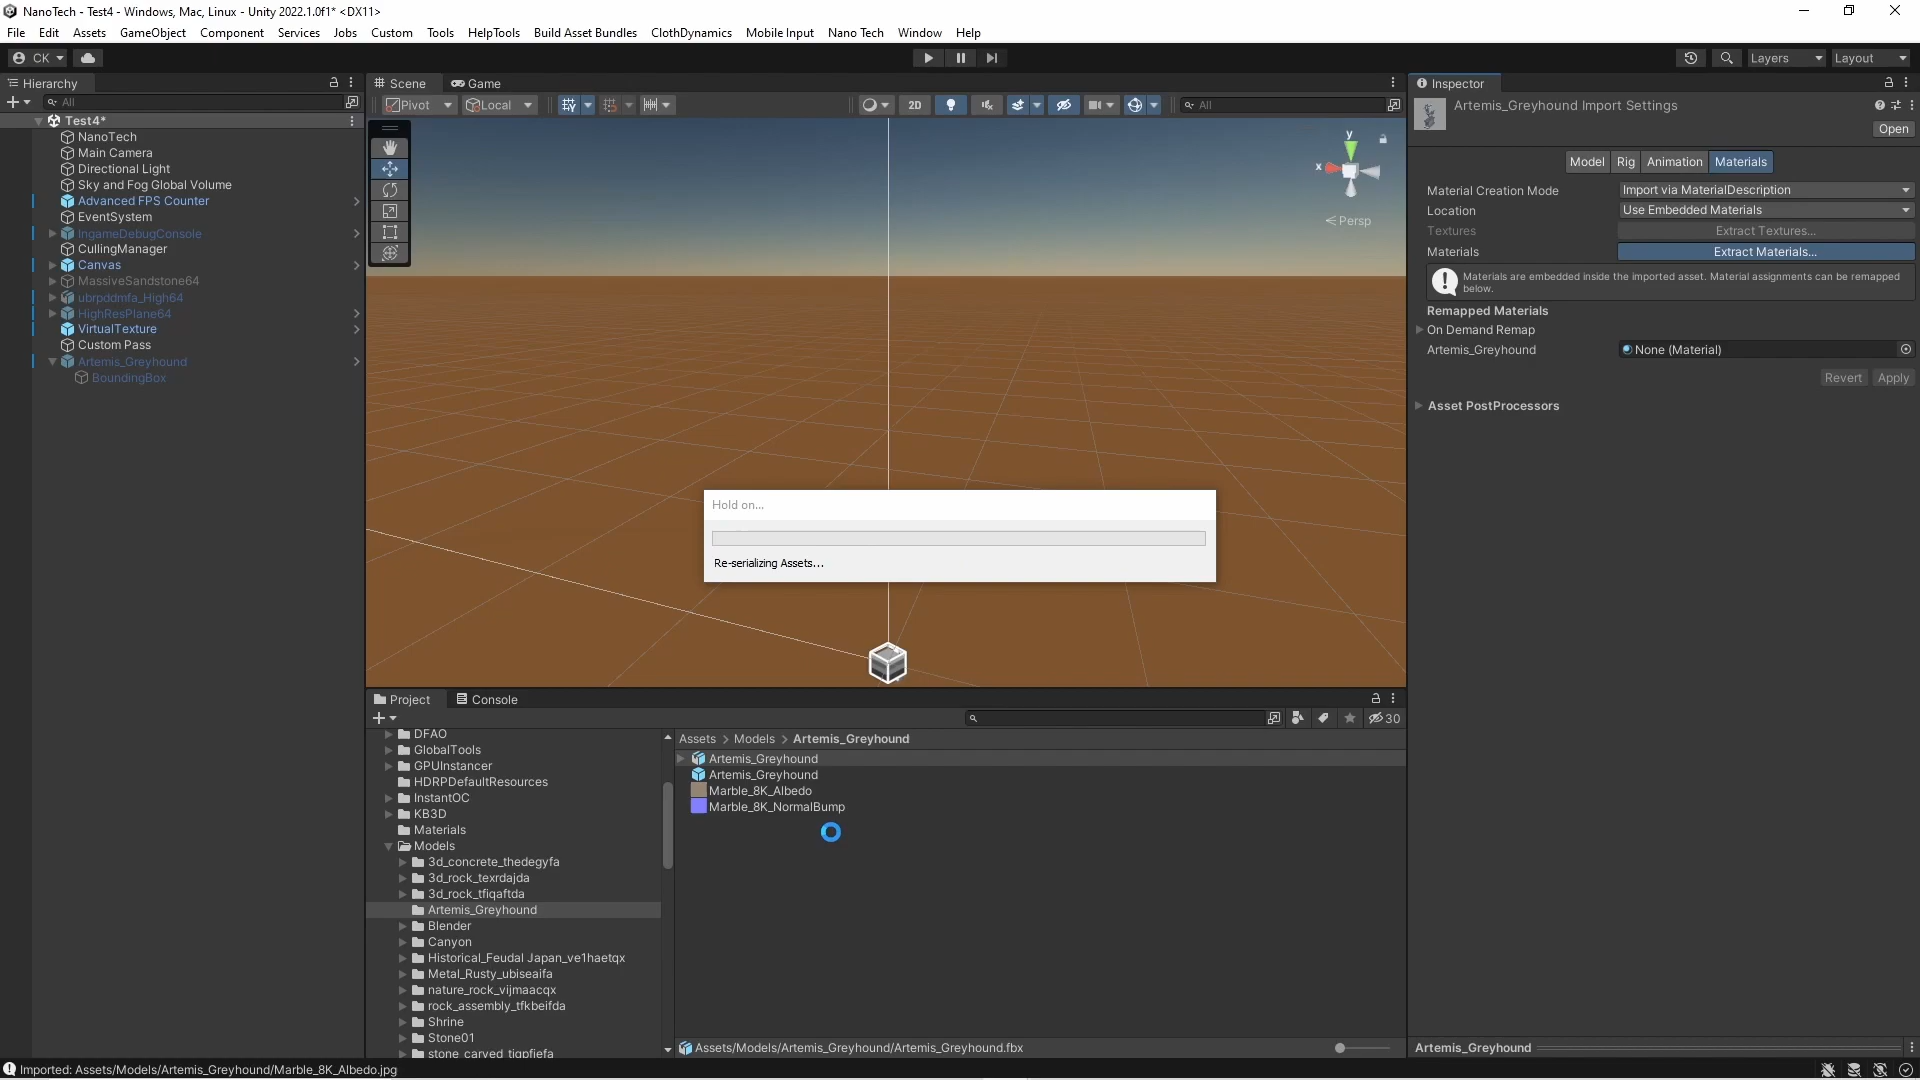 NanoTech - Test4 - Windows, Mac, Linux - Unity 2022.1.0f1* <DX11>
File Edit Assets GameObject Component Services Jobs Custom Tools HelpTools Build Asset Bundles ClothDynamics Mobile Input Nano Tech Window Help
CK
Layers
Layout
Hierarchy
All
Test4*
NanoTech
Main Camera
Directional Light
Sky and Fog Global Volume
Advanced FPS Counter
EventSystem
IngameDebugConsole
CullingManager
Canvas
MassiveSandstone64
ubrpddmfa_High64
HighResPlane64
VirtualTexture
Custom Pass
Artemis_Greyhound
BoundingBox
Scene
Game
Pivot
Local
2D
All
y
x
Persp
Hold on...
Re-serializing Assets...
Project
Console
30
DFAO
GlobalTools
GPUInstancer
HDRPDefaultResources
InstantOC
KB3D
Materials
Models
3d_concrete_thedegyfa
3d_rock_texrdajda
3d_rock_tfiqaftda
Artemis_Greyhound
Blender
Canyon
Historical_Feudal Japan_ve1haetqx
Metal_Rusty_ubiseaifa
nature_rock_vijmaacqx
rock_assembly_tfkbeifda
Shrine
Stone01
stone_carved_tiqpfiefa
Assets > Models > Artemis_Greyhound
Artemis_Greyhound
Artemis_Greyhound
Marble_8K_Albedo
Marble_8K_NormalBump
Assets/Models/Artemis_Greyhound/Artemis_Greyhound.fbx
Inspector
Artemis_Greyhound Import Settings
Open
Model Rig Animation Materials
Material Creation Mode Import via MaterialDescription
Location Use Embedded Materials
Textures Extract Textures...
Materials Extract Materials...
Materials are embedded inside the imported asset. Material assignments can be remapped
below.
Remapped Materials
On Demand Remap
Artemis_Greyhound None (Material)
Revert Apply
Asset PostProcessors
Artemis_Greyhound
Imported: Assets/Models/Artemis_Greyhound/Marble_8K_Albedo.jpg